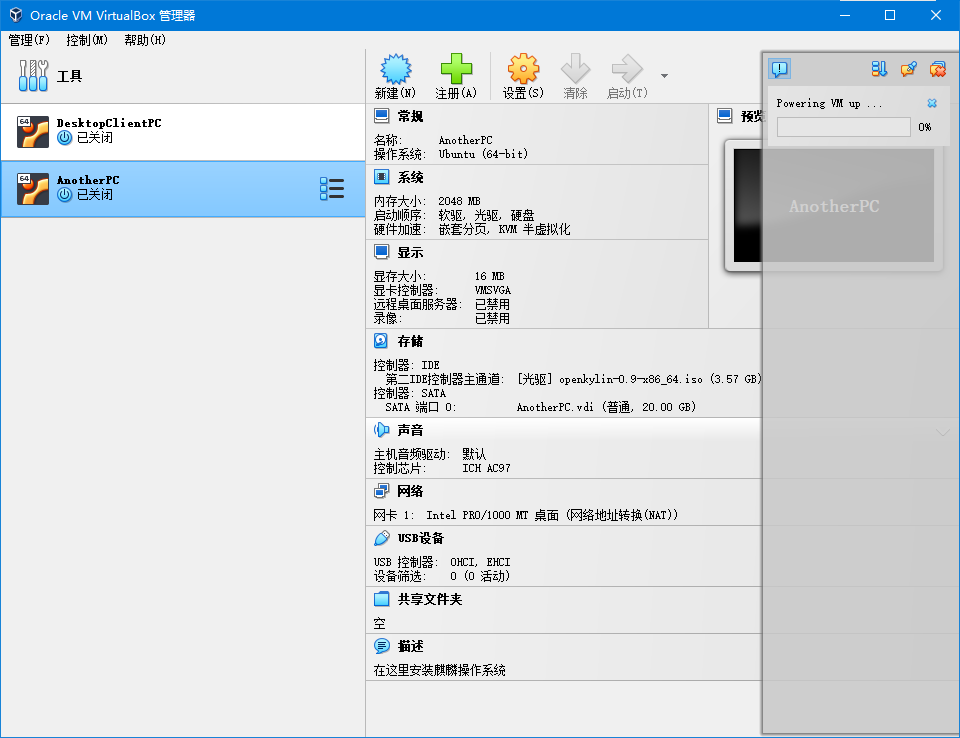 Oracle VM VirtualBox 管理器
管理(F) 控制(M) 帮助(H)
工具
新建(N) 注册(A) 设置(S) 清除 启动(T)
64
DesktopClientPC
已关闭
64
AnotherPC
已关闭
常规
名称: AnotherPC
操作系统: Ubuntu (64-bit)
系统
内存大小: 2048 MB
启动顺序: 软驱, 光驱, 硬盘
硬件加速: 嵌套分页, KVM 半虚拟化
显示
显存大小: 16 MB
显卡控制器: VMSVGA
远程桌面服务器: 已禁用
录像: 已禁用
存储
控制器: IDE
第二IDE控制器主通道: [光驱] openkylin-0.9-x86_64.iso (3.57 GB)
控制器: SATA
SATA 端口 0: AnotherPC.vdi (普通, 20.00 GB)
声音
主机音频驱动: 默认
控制芯片: ICH AC97
网络
网卡 1: Intel PRO/1000 MT 桌面 (网络地址转换(NAT))
USB设备
USB 控制器: OHCI, EHCI
设备筛选: 0 (0 活动)
共享文件夹
空
描述
在这里安装麒麟操作系统
预览
AnotherPC
Powering VM up ...
0%